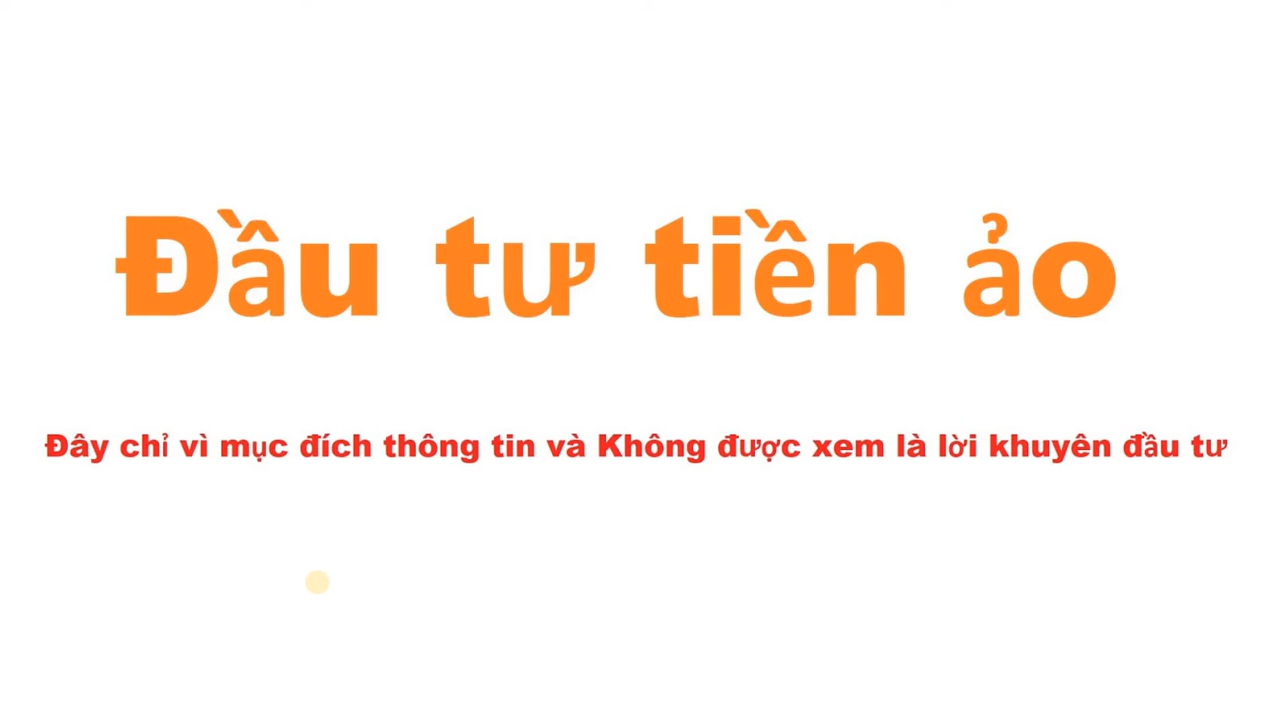 Đầu tư tiền ảo
Đây chỉ vì mục đích thông tin và Không được xem là lời khuyên đầu tư